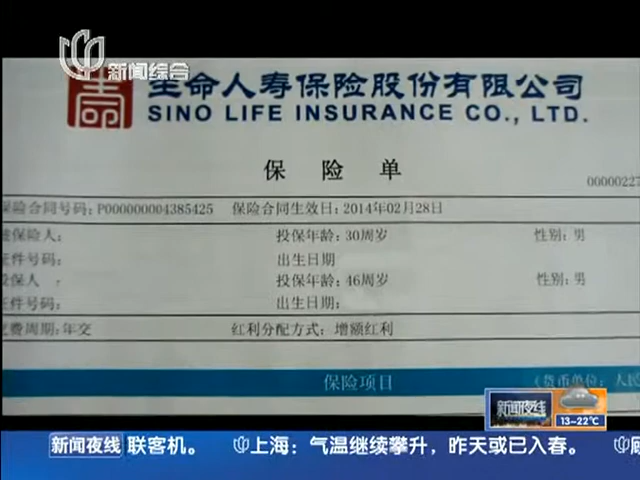 新闻综合
生命人寿保险股份有限公司
SINO LIFE INSURANCE CO., LTD.
保 险 单
00000227
保险合同号码:P000000004385425 保险合同生效日:2014年02月28日
被保险人: 投保年龄:30周岁 性别:男
证件号码: 出生日期
投保人 : 投保年龄:46周岁 性别:男
证件号码: 出生日期:
交费周期:年交 红利分配方式: 增额红利
保险项目 (货币单位: 人民
新闻夜线
13-22℃
新闻夜线 联客机。 上海：气温继续攀升，昨天或已入春。